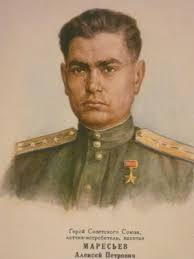 Герой Советского Союза,
летчик-истребитель, капитан
МАРЕСЬЕВ
Алексей Петрович